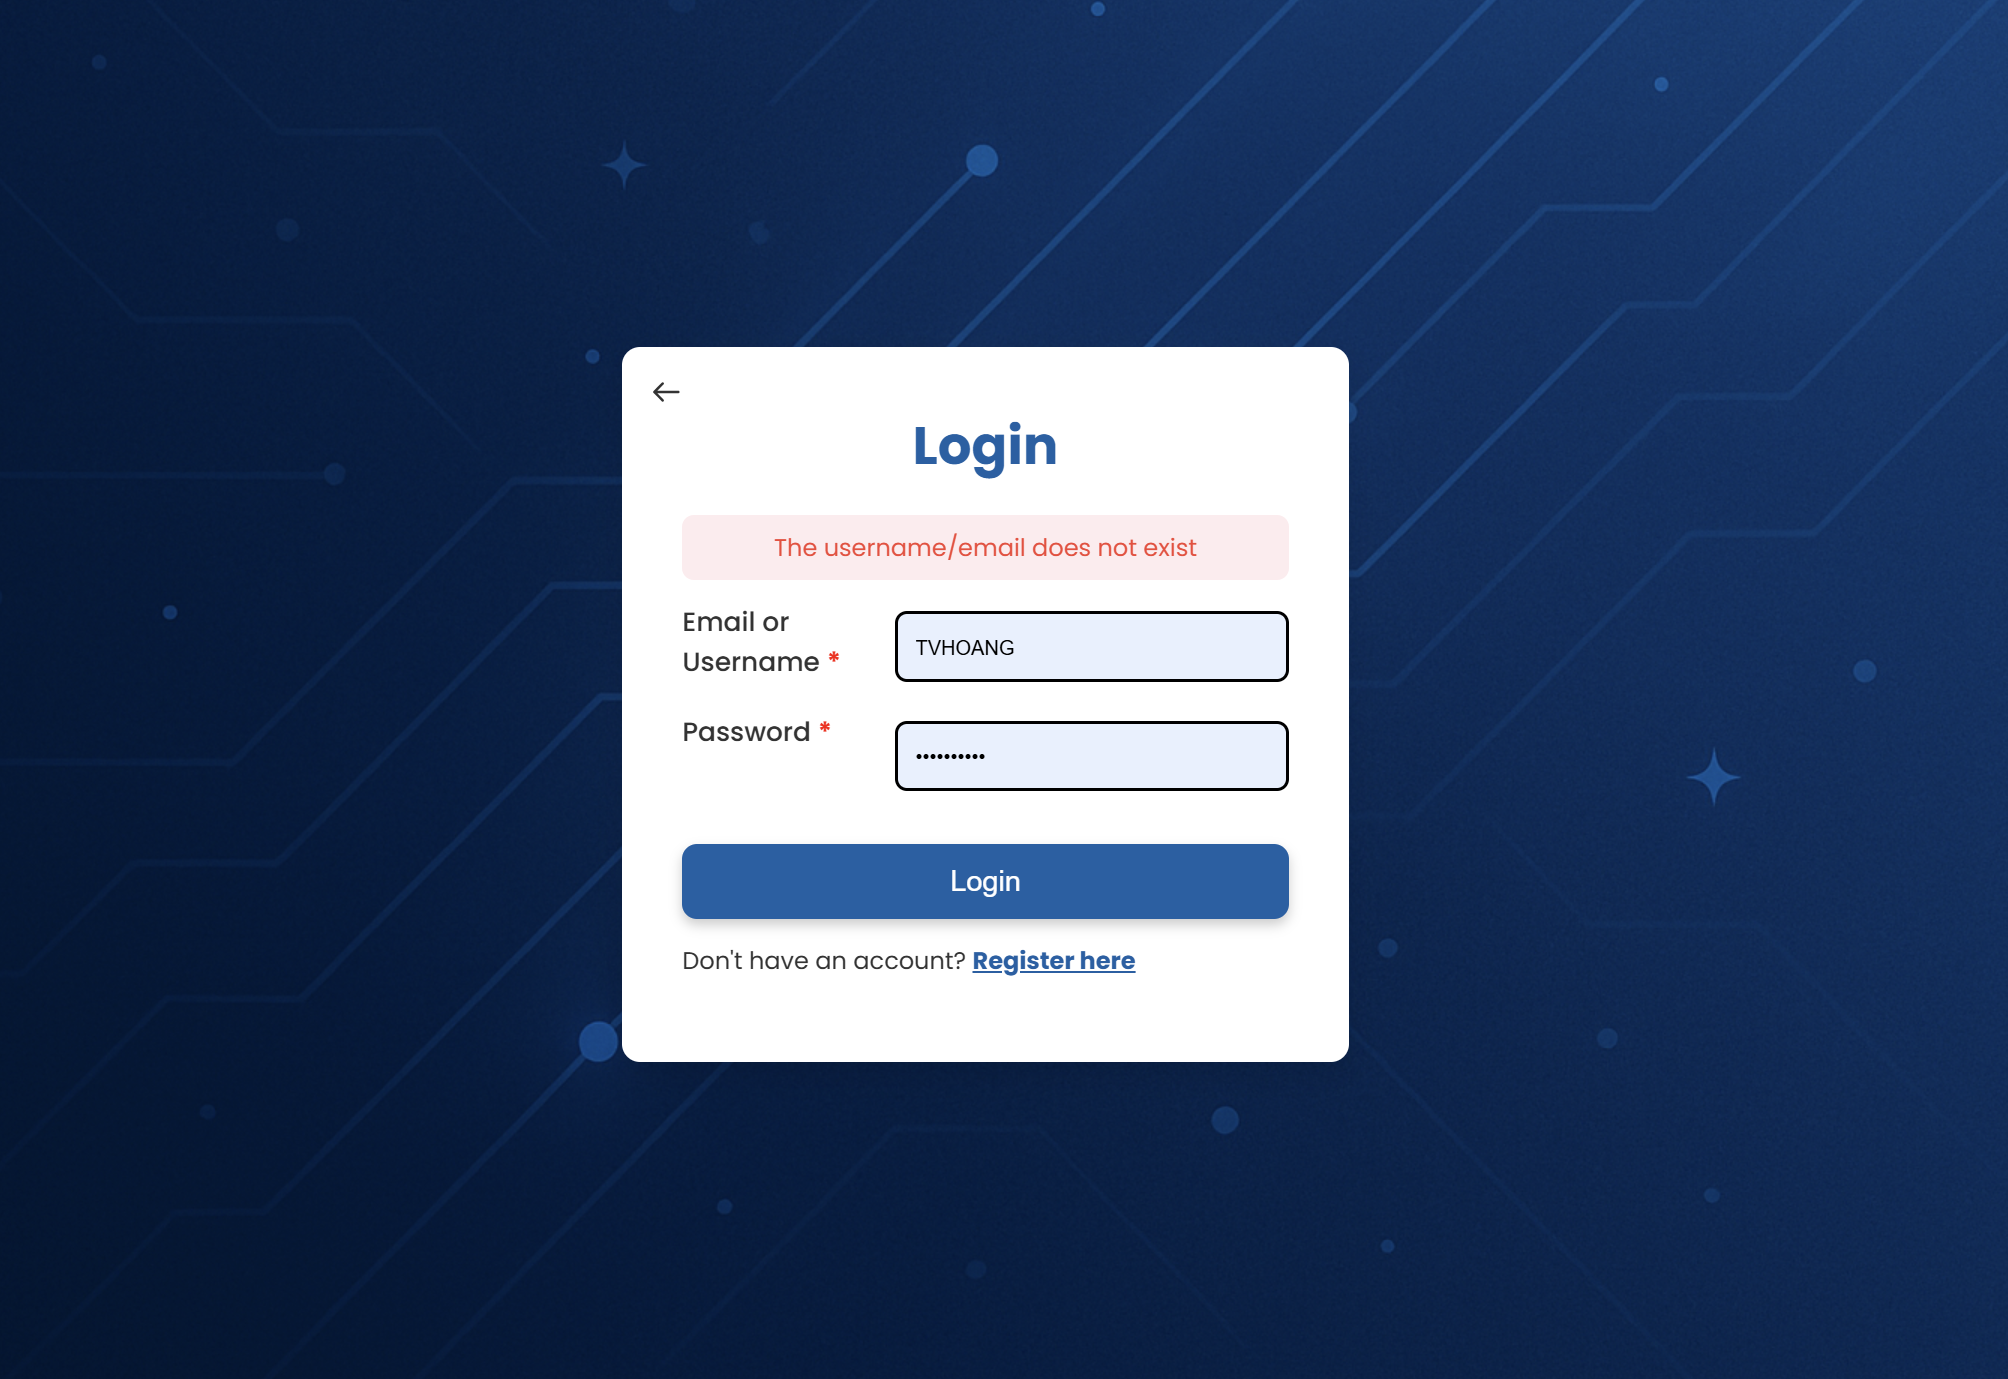 Login
The username/email does not exist
Email or
Username *
TVHOANG
Password *
••••••••••
Login
Don't have an account? Register here